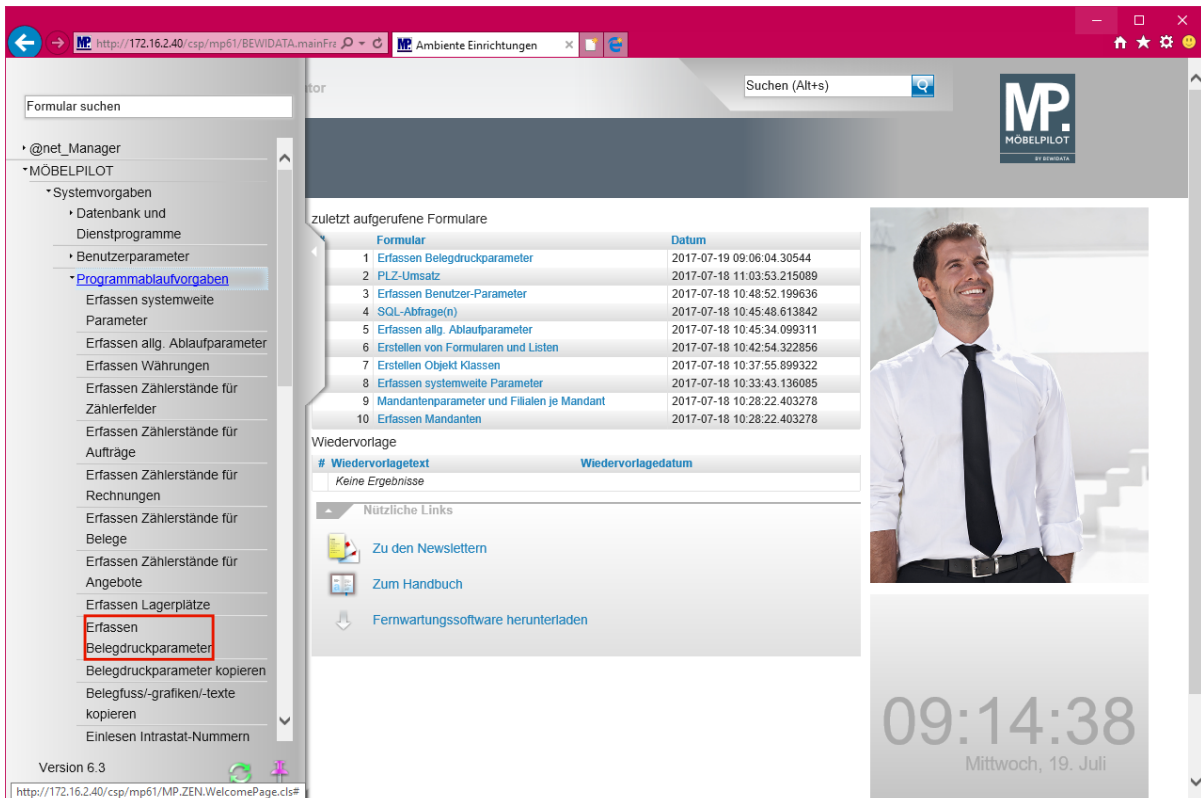 http://172.16.2.40/csp/mp61/BEWIDATA.mainFra
Ambiente Einrichtungen
Formular suchen
tor
Suchen (Alt+s)
MP.
MÖBELPILOT
BY BEWIDATA
@net_Manager
MÖBELPILOT
Systemvorgaben
Datenbank und
Dienstprogramme
Benutzerparameter
Programmablaufvorgaben
Erfassen systemweite
Parameter
Erfassen allg. Ablaufparameter
Erfassen Währungen
Erfassen Zählerstände für
Zählerfelder
Erfassen Zählerstände für
Aufträge
Erfassen Zählerstände für
Rechnungen
Erfassen Zählerstände für
Belege
Erfassen Zählerstände für
Angebote
Erfassen Lagerplätze
Erfassen
Belegdruckparameter
Belegdruckparameter kopieren
Belegfuss/-grafiken/-texte
kopieren
Einlesen Intrastat-Nummern
Version 6.3
http://172.16.2.40/csp/mp61/MP.ZEN.WelcomePage.cls#
zuletzt aufgerufene Formulare
Formular Datum
1 Erfassen Belegdruckparameter 2017-07-19 09:06:04.30544
2 PLZ-Umsatz 2017-07-18 11:03:53.215089
3 Erfassen Benutzer-Parameter 2017-07-18 10:48:52.199636
4 SQL-Abfrage(n) 2017-07-18 10:45:48.613842
5 Erfassen allg. Ablaufparameter 2017-07-18 10:45:34.099311
6 Erstellen von Formularen und Listen 2017-07-18 10:42:54.322856
7 Erstellen Objekt Klassen 2017-07-18 10:37:55.899322
8 Erfassen systemweite Parameter 2017-07-18 10:33:43.136085
9 Mandantenparameter und Filialen je Mandant 2017-07-18 10:28:22.403278
10 Erfassen Mandanten 2017-07-18 10:28:22.403278
Wiedervorlage
# Wiedervorlagetext Wiedervorlagedatum
Keine Ergebnisse
Nützliche Links
Zu den Newslettern
Zum Handbuch
Fernwartungssoftware herunterladen
09:14:38
Mittwoch, 19. Juli